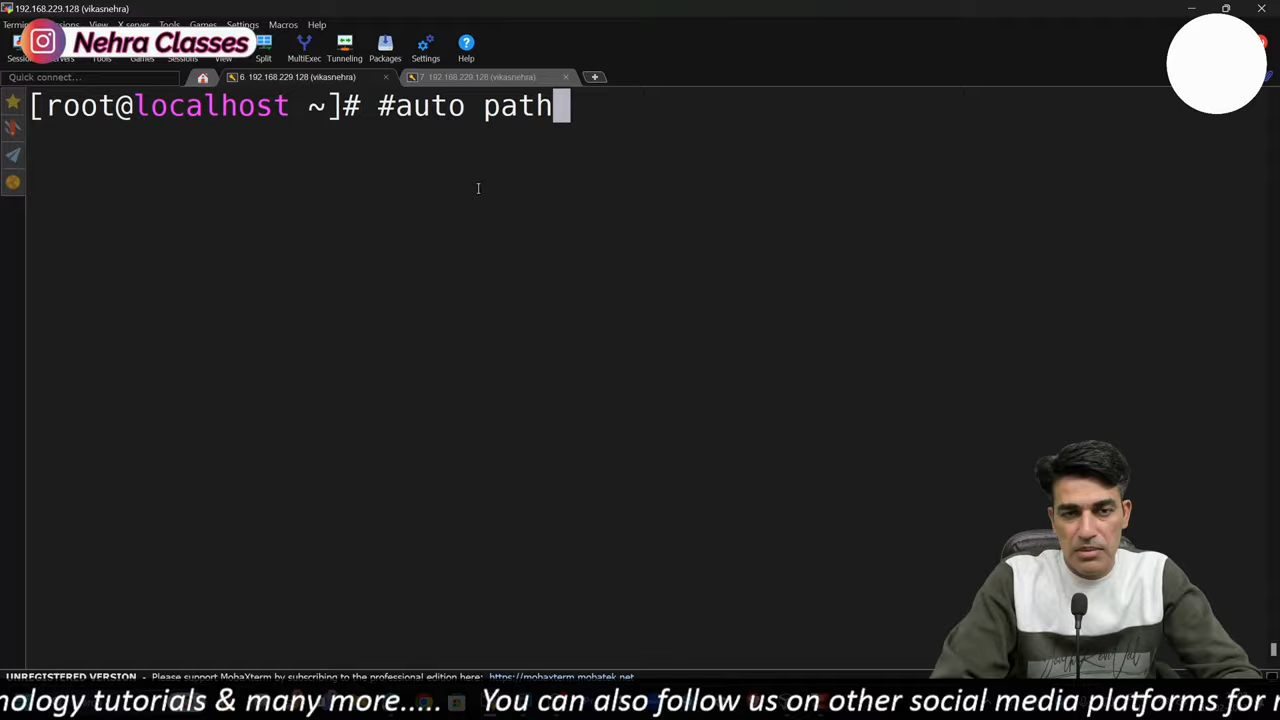 192.168.229.128 (vikasnehra)
Settings Macros Help
Nehra Classes
Split MultiExec Tunneling Packages Settings Help
Quick connect...
6. 192.168.229.128 (vikasnehra)
7. 192.168.229.128 (vikasnehra)
[root@localhost ~]# #auto path
UNREGISTERED VERSION - Please support MobaXterm by subscribing to the professional edition here: https://mobaxterm.mobatek.net
nology tutorials & many more..... You can also follow us on other social media platforms for